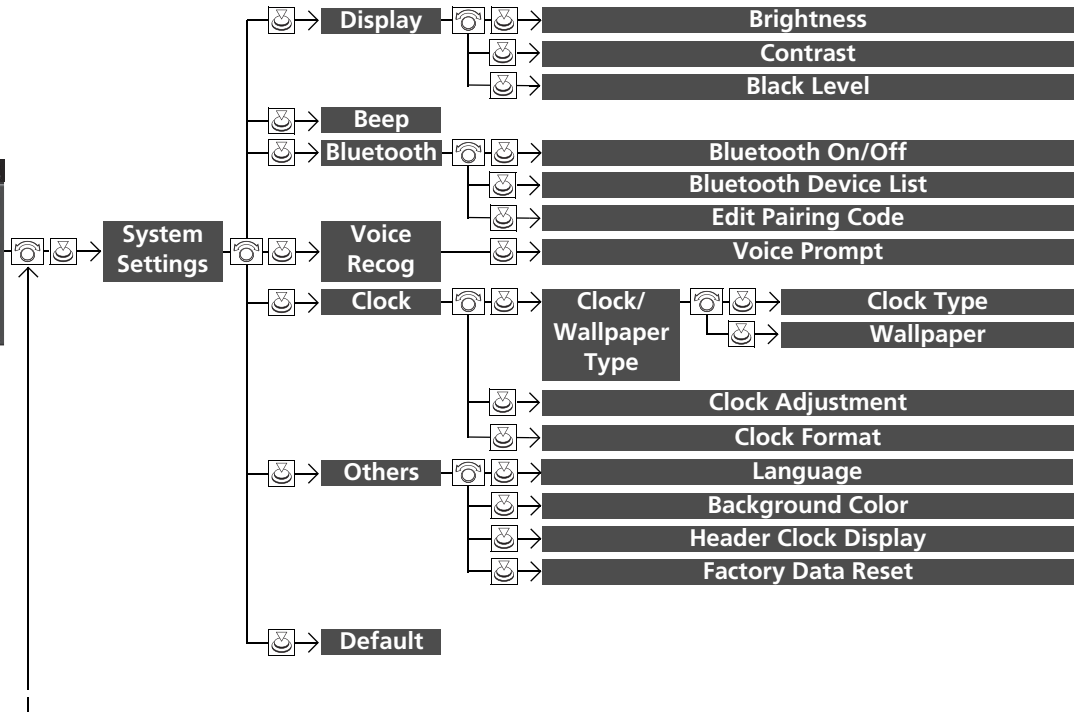 Display
Brightness
Contrast
Black Level
Beep
Bluetooth
Bluetooth On/Off
Bluetooth Device List
Edit Pairing Code
System
Settings
Voice
Recog
Voice Prompt
Clock
Clock/
Wallpaper
Type
Clock Type
Wallpaper
Clock Adjustment
Clock Format
Others
Language
Background Color
Header Clock Display
Factory Data Reset
Default